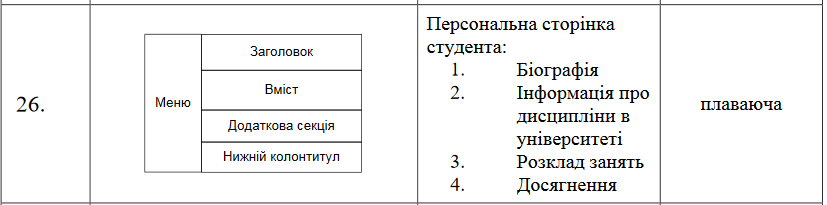 26.
Меню
Заголовок
Вміст
Додаткова секція
Нижній колонтитул
Персональна сторінка
студента:
1. Біографія
2. Інформація про
дисципліни в
університеті
3. Розклад занять
4. Досягнення
плаваюча